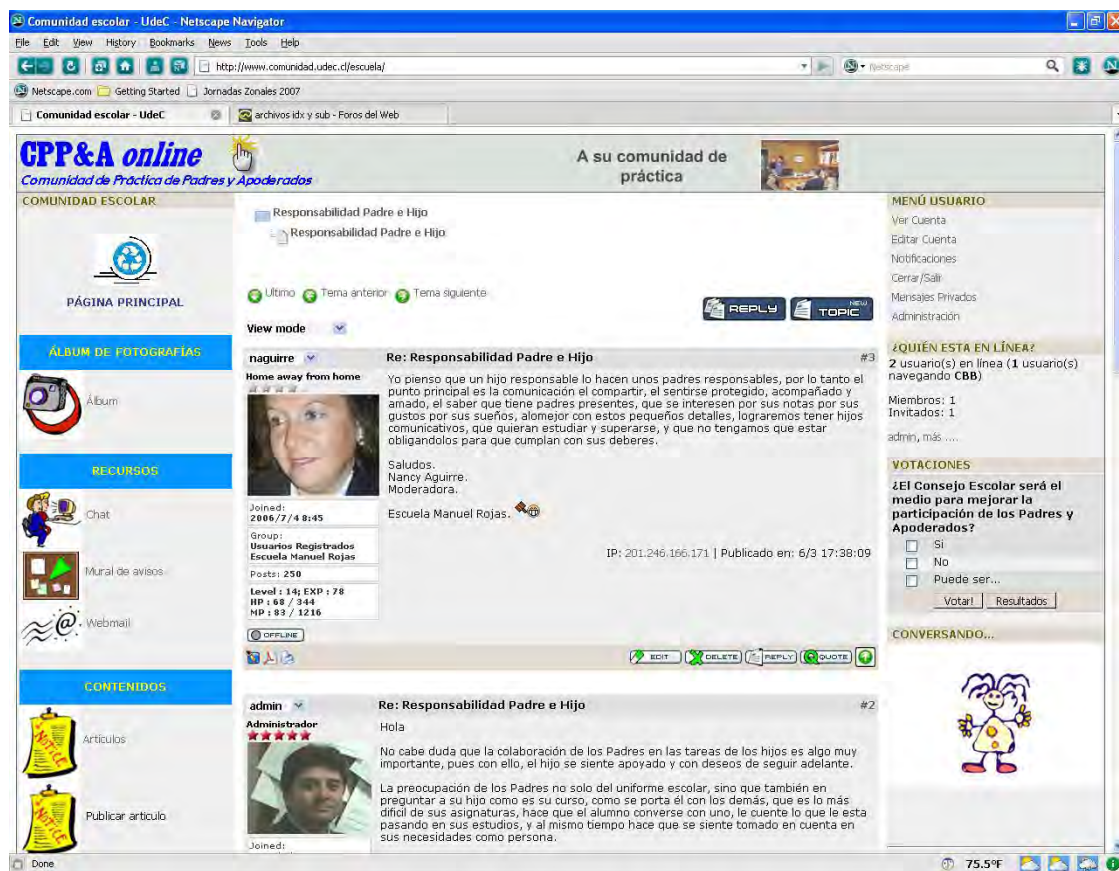 Comunidad escolar - UdeC - Netscape Navigator
File Edit View History Bookmarks News Tools Help
http://www.comunidad.udec.cl/escuela/
Netscape
Netscape.com Getting Started Jornadas Zonales 2007
Comunidad escolar - UdeC
archivos idx y sub - Foros del Web
CPP&A online
Comunidad de Práctica de Padres y Apoderados
A su comunidad de
práctica
COMUNIDAD ESCOLAR
PÁGINA PRINCIPAL
ÁLBUM DE FOTOGRAFÍAS
Álbum
RECURSOS
Chat
Mural de avisos
Webmail
CONTENIDOS
NOTICE
Articulos
NOTICE
Publicar articulo
Responsabilidad Padre e Hijo
Responsabilidad Padre e Hijo
Ultimo Tema anterior Tema siguiente
REPLY
NEW TOPIC
View mode
naguirre
Re: Responsabilidad Padre e Hijo #3
Home away from home
Yo pienso que un hijo responsable lo hacen unos padres responsables, por lo tanto el
punto principal es la comunicación el compartir, el sentirse protegido, acompañado y
amado, el saber que tiene padres presentes, que se interesen por sus notas por sus
gustos por sus sueños, alomejor con estos pequeños detalles, lograremos tener hijos
comunicativos, que quieran estudiar y superarse, y que no tengamos que estar
obligandolos para que cumplan con sus deberes.
Saludos.
Nancy Aguirre.
Moderadora.
Escuela Manuel Rojas.
Joined:
2006/7/4 8:45
Group:
Usuarios Registrados
Escuela Manuel Rojas
Posts: 250
Level : 14; EXP : 78
HP : 68 / 344
MP : 83 / 1216
OFFLINE
IP: 201.246.166.171 | Publicado en: 6/3 17:38:09
EDIT DELETE REPLY QUOTE
admin
Re: Responsabilidad Padre e Hijo #2
Administrador
Hola
No cabe duda que la colaboración de los Padres en las tareas de los hijos es algo muy
importante, pues con ello, el hijo se siente apoyado y con deseos de seguir adelante.
La preocupación de los Padres no solo del uniforme escolar, sino que también en
preguntar a su hijo como es su curso, como se porta él con los demás, que es lo más
dificil de sus asignaturas, hace que el alumno converse con uno, le cuente lo que le esta
pasando en sus estudios, y al mismo tiempo hace que se siente tomado en cuenta en
sus necesidades como persona.
Joined:
MENÚ USUARIO
Ver Cuenta
Editar Cuenta
Notificaciones
Cerrar/Salir
Mensajes Privados
Administración
¿QUIÉN ESTA EN LÍNEA?
2 usuario(s) en línea (1 usuario(s)
navegando CBB)
Miembros: 1
Invitados: 1
admin, más ....
VOTACIONES
¿El Consejo Escolar será el
medio para mejorar la
participación de los Padres y
Apoderados?
Si
No
Puede ser...
Votar! Resultados
CONVERSANDO...
Done
75.5°F